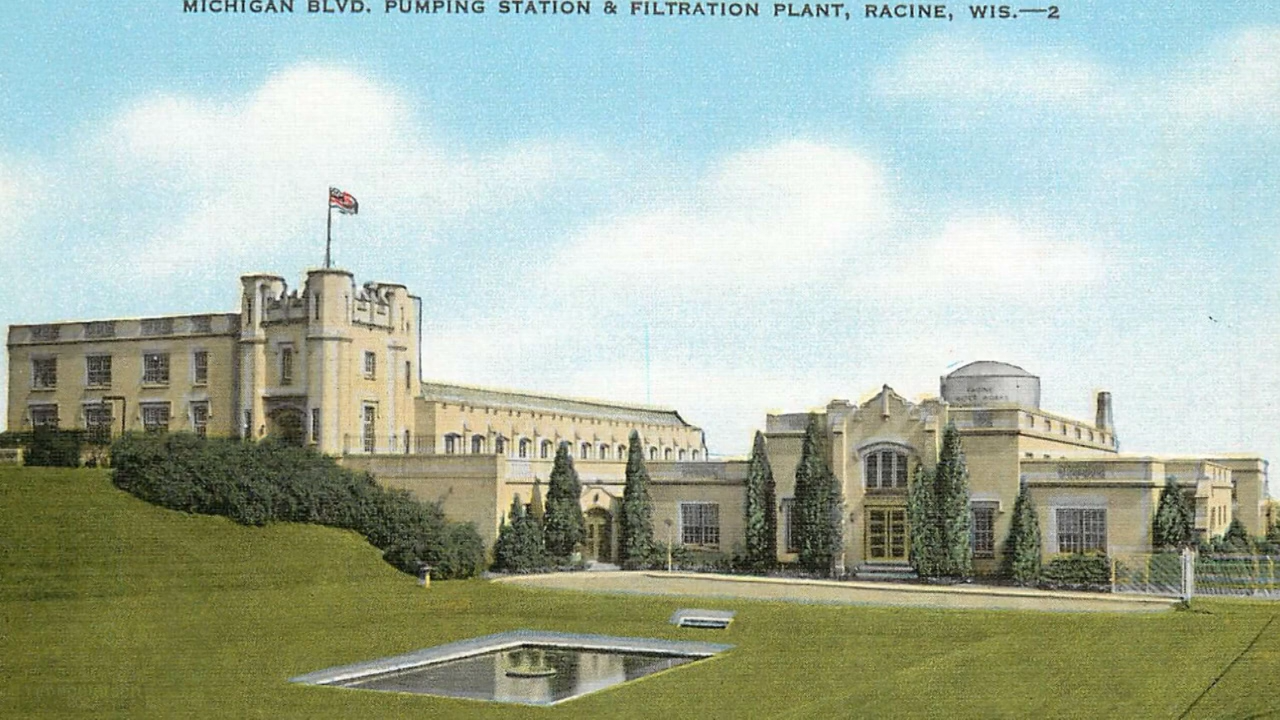 MICHIGAN BLVD. PUMPING STATION & FILTRATION PLANT, RACINE, WIS.—2